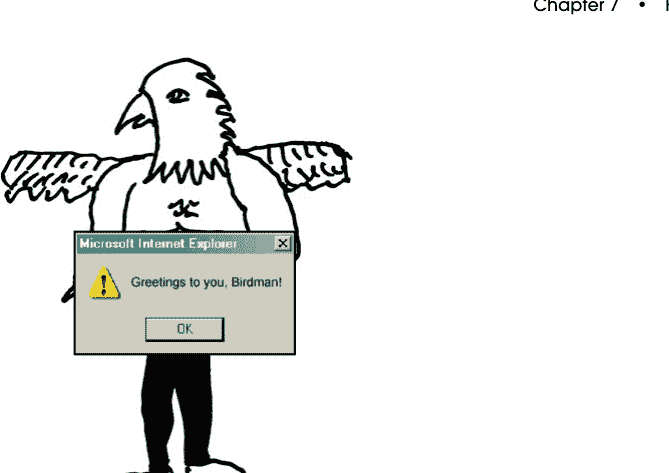 Chapter 7 •
Microsoft Internet Explorer
Greetings to you, Birdman!
OK